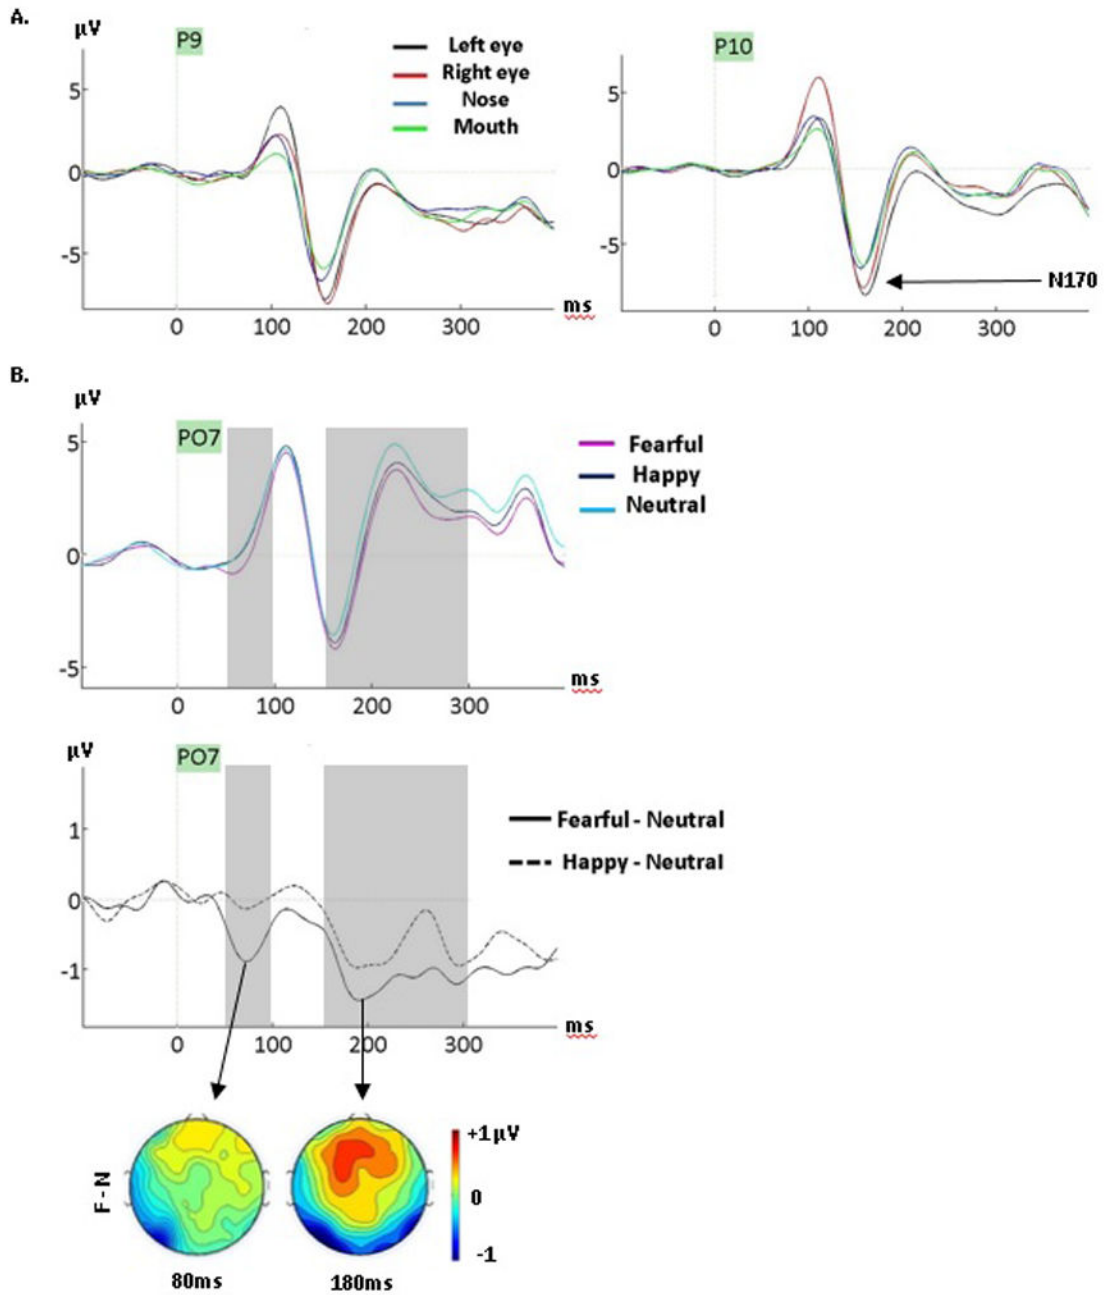 A.
µV
P9
Left eye
Right eye
Nose
Mouth
5
0
-5
0 100 200 300
ms
P10
5
0
-5
0 100 200 300
N170
B.
µV
PO7
Fearful
Happy
Neutral
5
0
-5
0 100 200 300
ms
µV
PO7
Fearful - Neutral
Happy - Neutral
1
0
-1
0 100 200 300
ms
F - N
80ms
180ms
+1 µV
0
-1